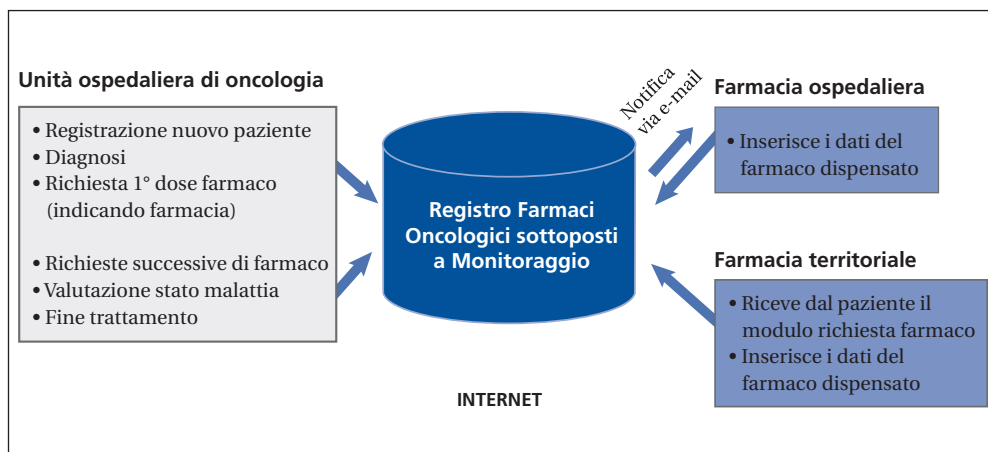 Unità ospedaliera di oncologia
• Registrazione nuovo paziente
• Diagnosi
• Richiesta 1° dose farmaco
(indicando farmacia)
• Richieste successive di farmaco
• Valutazione stato malattia
• Fine trattamento
Registro Farmaci
Oncologici sottoposti
a Monitoraggio
INTERNET
Notifica
via e-mail
Farmacia ospedaliera
• Inserisce i dati del
farmaco dispensato
Farmacia territoriale
• Riceve dal paziente il
modulo richiesta farmaco
• Inserisce i dati del
farmaco dispensato